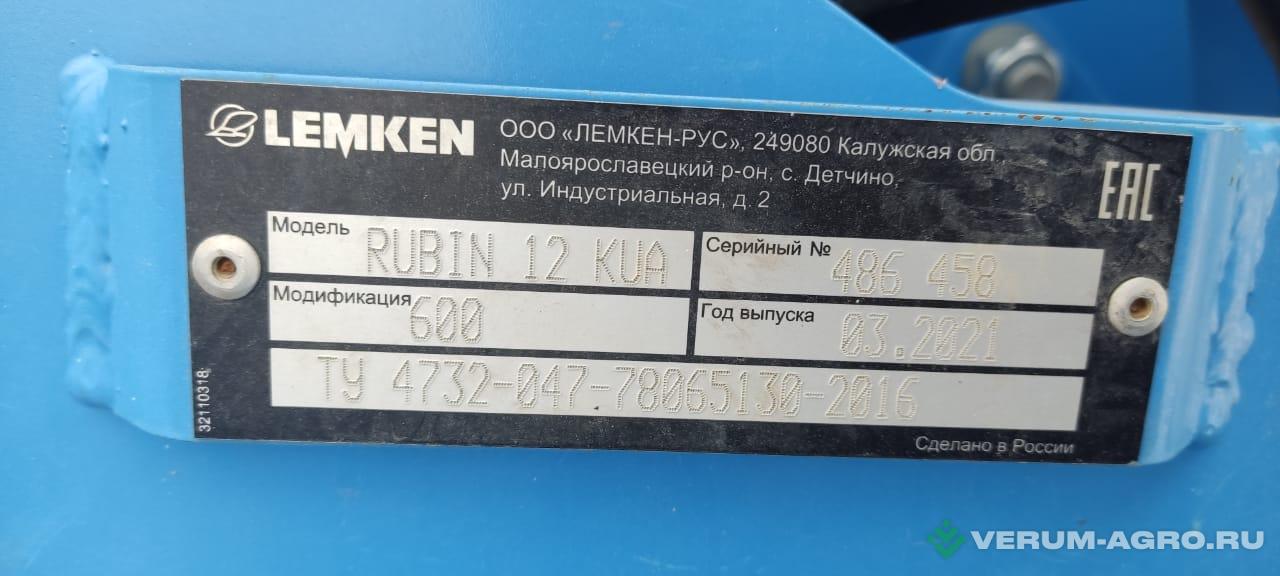 LEMKEN
ООО «ЛЕМКЕН-РУС», 249080 Калужская обл.,
Малоярославецкий р-он, с. Детчино,
ул. Индустриальная, д. 2
EAC
Модель RUBIN 12 KUA
Серийный № 486 458
Модификация 600
Год выпуска 03.2021
ТУ 4732-047-78065130-2016
32110318
Сделано в России
VERUM-AGRO.RU